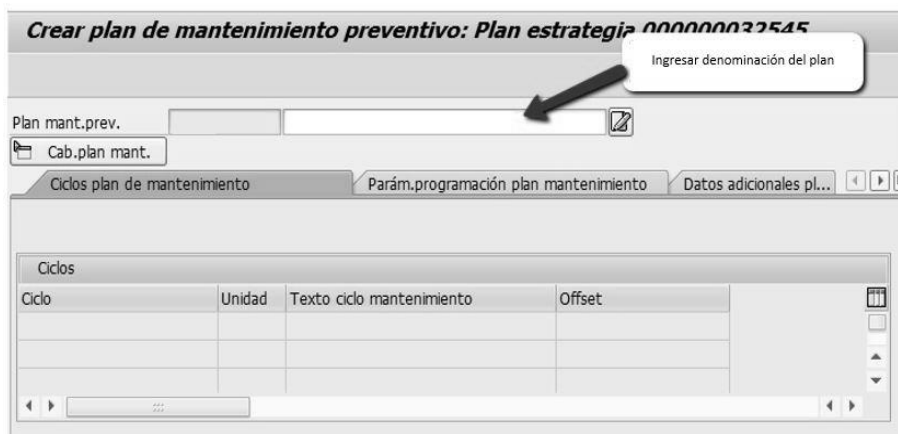 Crear plan de mantenimiento preventivo: Plan estrategia 000000032545
Ingresar denominación del plan
Plan mant.prev.
Cab.plan mant.
Ciclos plan de mantenimiento Parám.programación plan mantenimiento Datos adicionales pl...
Ciclos
Ciclo Unidad Texto ciclo mantenimiento Offset